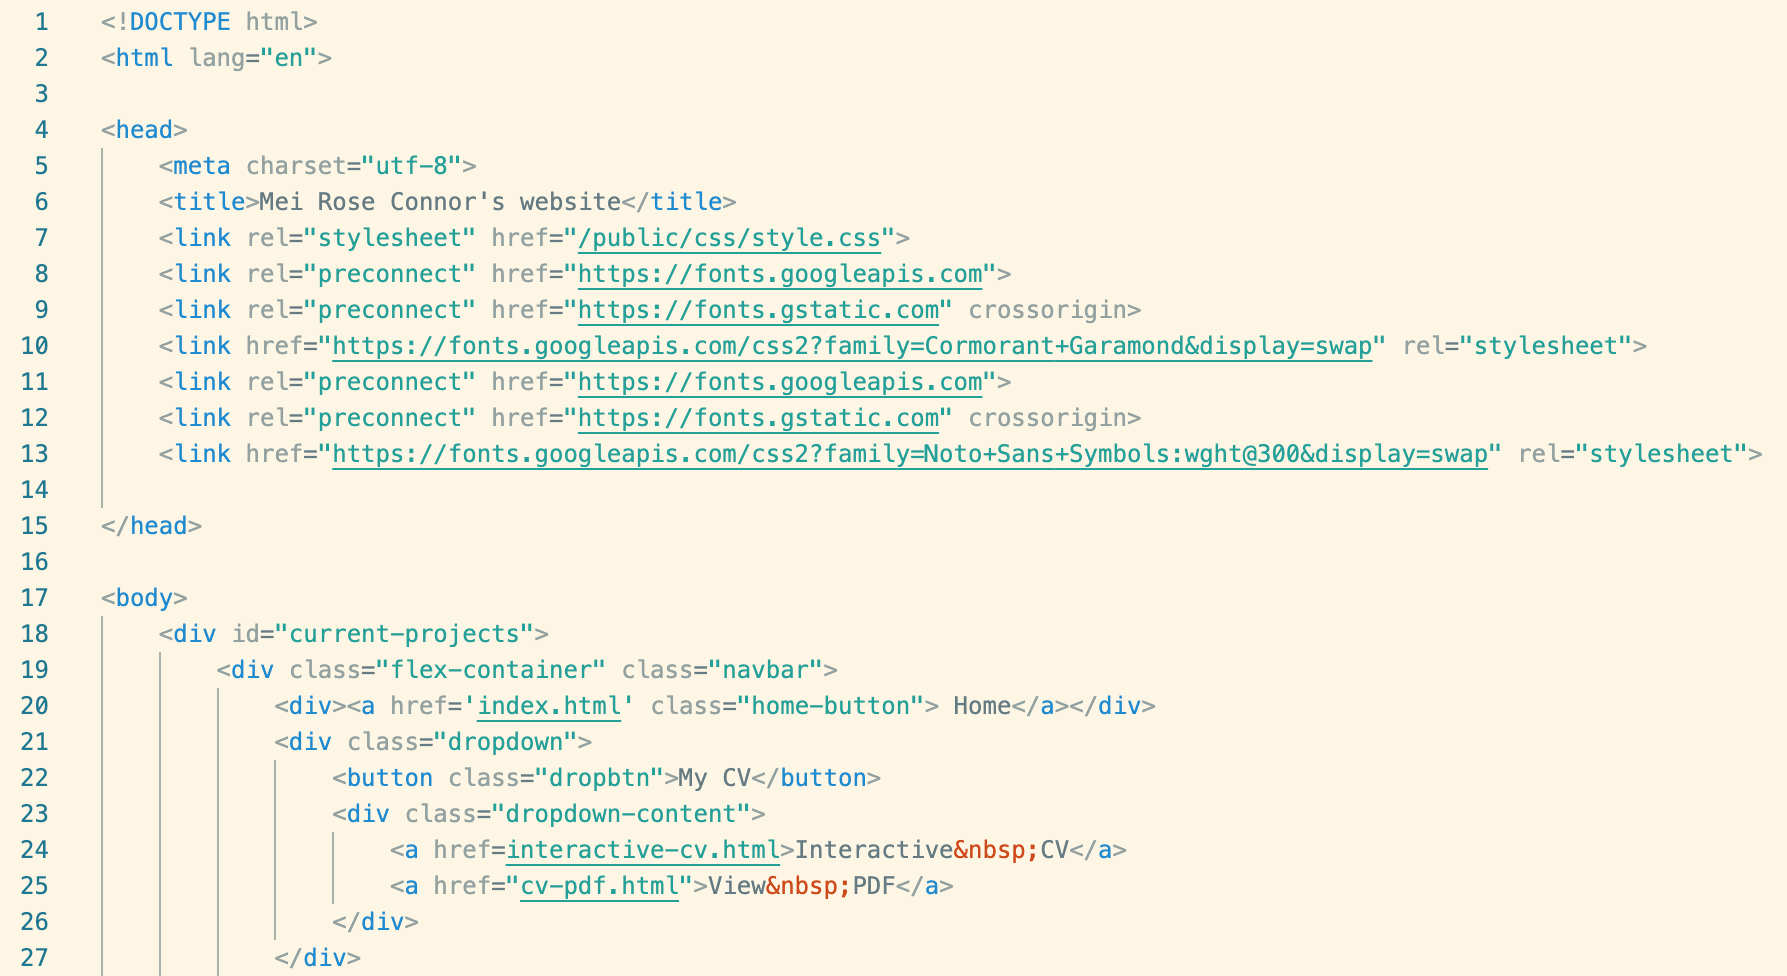 1 <!DOCTYPE html>
2 <html lang="en">
3
4 <head>
5     <meta charset="utf-8">
6     <title>Mei Rose Connor's website</title>
7     <link rel="stylesheet" href="/public/css/style.css">
8     <link rel="preconnect" href="https://fonts.googleapis.com">
9     <link rel="preconnect" href="https://fonts.gstatic.com" crossorigin>
10     <link href="https://fonts.googleapis.com/css2?family=Cormorant+Garamond&display=swap" rel="stylesheet">
11     <link rel="preconnect" href="https://fonts.googleapis.com">
12     <link rel="preconnect" href="https://fonts.gstatic.com" crossorigin>
13     <link href="https://fonts.googleapis.com/css2?family=Noto+Sans+Symbols:wght@300&display=swap" rel="stylesheet">
14
15 </head>
16
17 <body>
18     <div id="current-projects">
19         <div class="flex-container" class="navbar">
20             <div><a href='index.html' class="home-button"> Home</a></div>
21             <div class="dropdown">
22                 <button class="dropbtn">My CV</button>
23                 <div class="dropdown-content">
24                     <a href=interactive-cv.html>Interactive&nbsp;CV</a>
25                     <a href="cv-pdf.html">View&nbsp;PDF</a>
26                 </div>
27             </div>